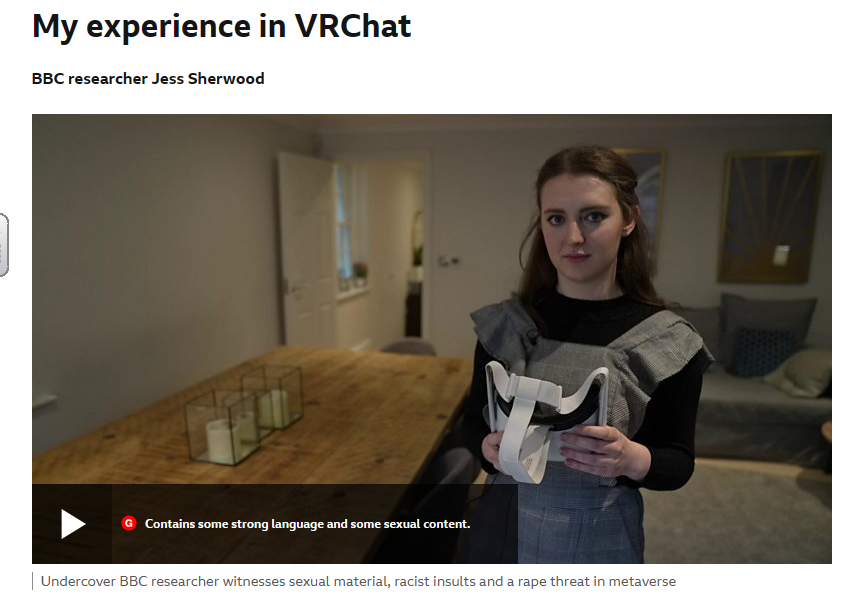 My experience in VRChat
BBC researcher Jess Sherwood
G Contains some strong language and some sexual content.
Undercover BBC researcher witnesses sexual material, racist insults and a rape threat in metaverse